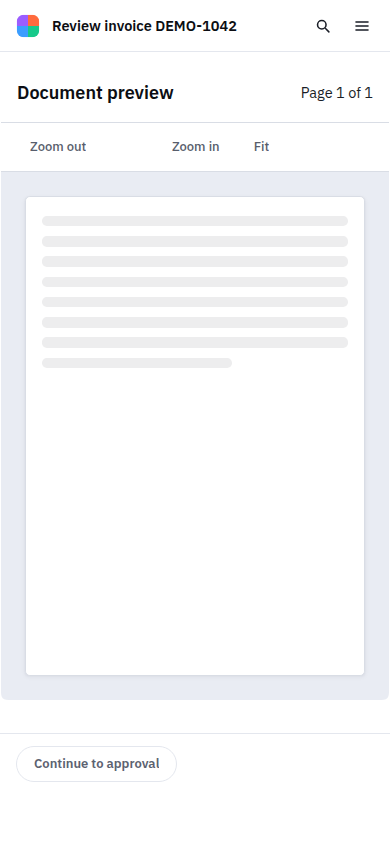 Review invoice DEMO-1042
Document preview
Page 1 of 1
Zoom out
Zoom in
Fit
Continue to approval